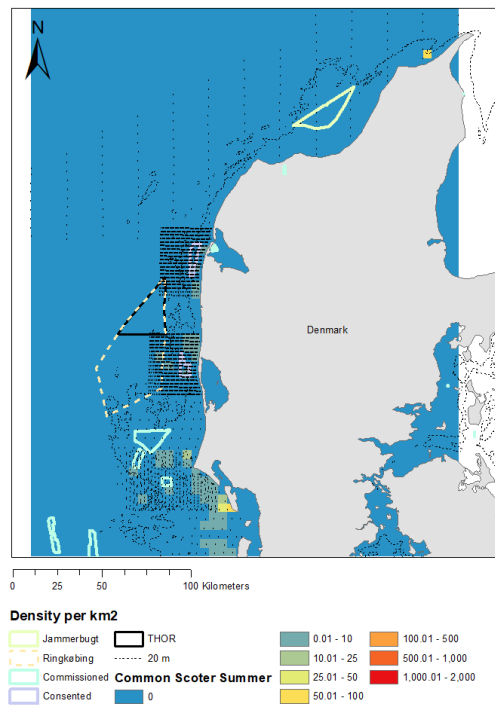 N
Denmark
0 25 50 100 Kilometers
Density per km2
Jammerbugt THOR 0.01 - 10 100.01 - 500
Ringkøbing 20 m 10.01 - 25 500.01 - 1,000
Commissioned Common Scoter Summer 25.01 - 50 1,000.01 - 2,000
Consented 0 50.01 - 100